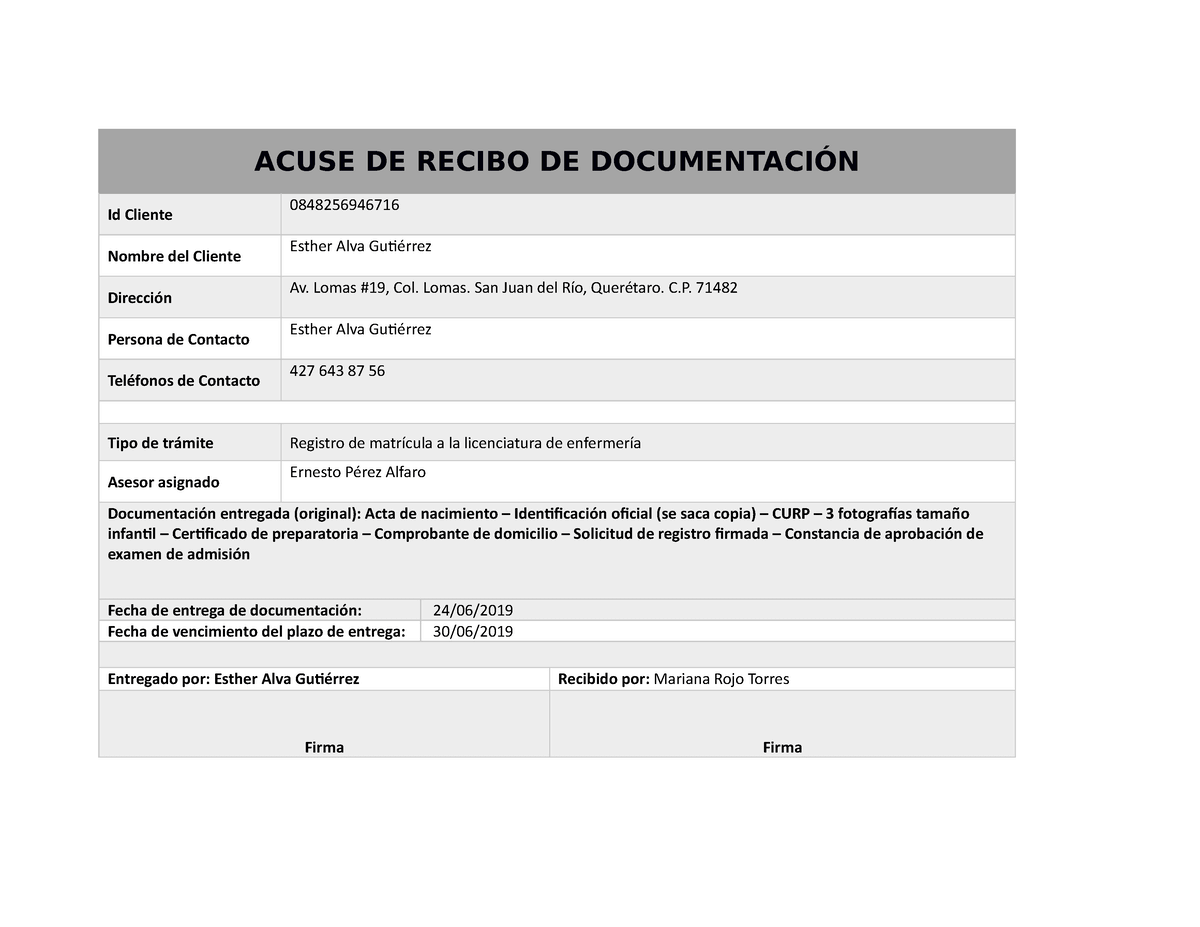 ACUSE DE RECIBO DE DOCUMENTACIÓN
Id Cliente 0848256946716
Nombre del Cliente Esther Alva Gutiérrez
Dirección Av. Lomas #19, Col. Lomas. San Juan del Río, Querétaro. C.P. 71482
Persona de Contacto Esther Alva Gutiérrez
Teléfonos de Contacto 427 643 87 56
Tipo de trámite Registro de matrícula a la licenciatura de enfermería
Asesor asignado Ernesto Pérez Alfaro
Documentación entregada (original): Acta de nacimiento – Identificación oficial (se saca copia) – CURP – 3 fotografías tamaño
infantil – Certificado de preparatoria – Comprobante de domicilio – Solicitud de registro firmada – Constancia de aprobación de
examen de admisión
Fecha de entrega de documentación: 24/06/2019
Fecha de vencimiento del plazo de entrega: 30/06/2019
Entregado por: Esther Alva Gutiérrez Recibido por: Mariana Rojo Torres
Firma Firma